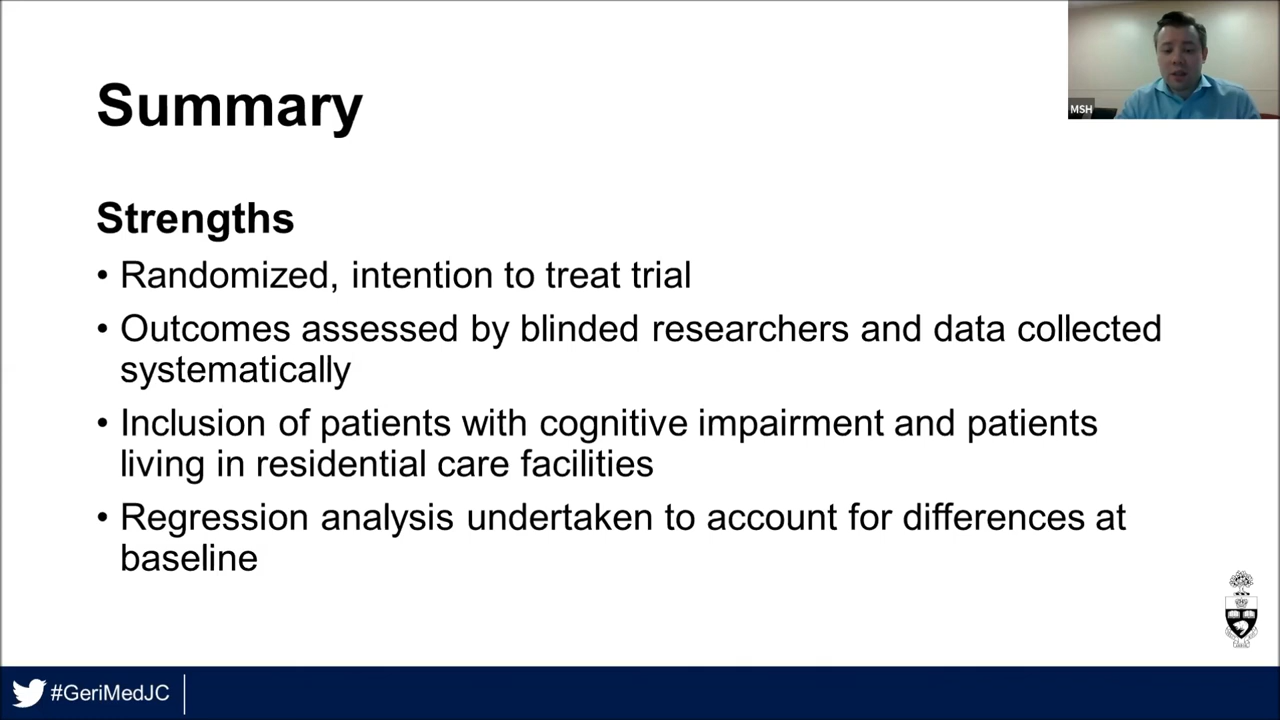 MSH
Summary
Strengths
• Randomized, intention to treat trial
• Outcomes assessed by blinded researchers and data collected
systematically
• Inclusion of patients with cognitive impairment and patients
living in residential care facilities
• Regression analysis undertaken to account for differences at
baseline
#GeriMedJC